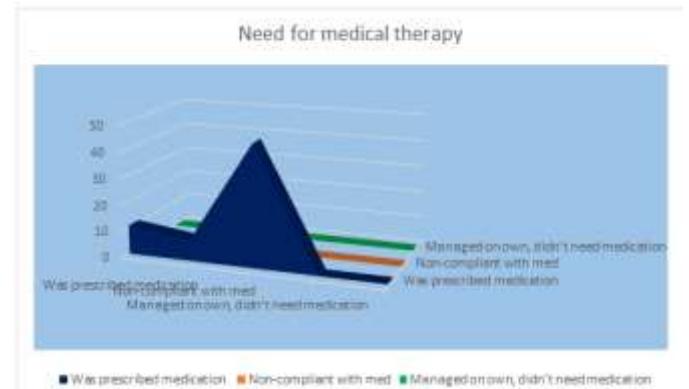 Need for medical therapy
50
40
30
20
10
0
Managed on own, didn't need medication
Non-compliant with med
Was prescribed medication
Was prescribed medication
Non-compliant with med
Managed on own, didn't need medication
Was prescribed medication Non-compliant with med Managed on own, didn't need medication